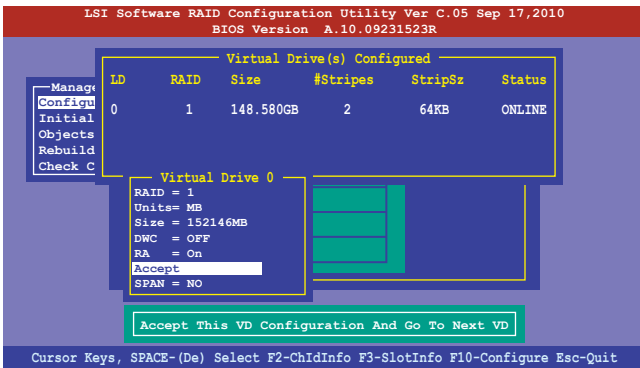 LSI Software RAID Configuration Utility Ver C.05 Sep 17,2010
BIOS Version A.10.09231523R
Virtual Drive(s) Configured
LD RAID Size #Stripes StripSz Status
0 1 148.580GB 2 64KB ONLINE
Manage
Configu
Initial
Objects
Rebuild
Check C
Virtual Drive 0
RAID = 1
Units= MB
Size = 152146MB
DWC = OFF
RA = On
Accept
SPAN = NO
Accept This VD Configuration And Go To Next VD
Cursor Keys, SPACE-(De) Select F2-ChIdInfo F3-SlotInfo F10-Configure Esc-Quit